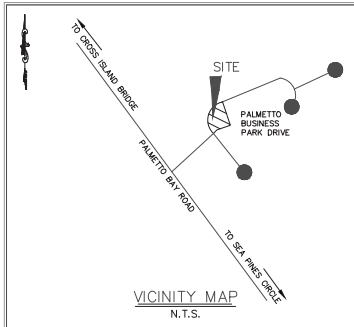 TO CROSS ISLAND BRIDGE
SITE
PALMETTO
BUSINESS
PARK DRIVE
PALMETTO BAY ROAD
TO SEA PINES CIRCLE
VICINITY MAP
N.T.S.